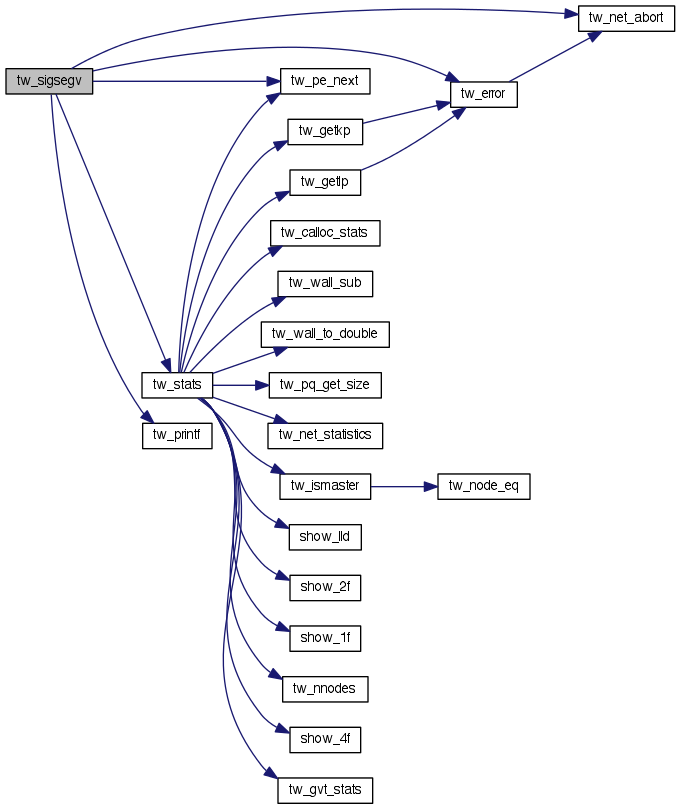 tw_net_abort
tw_sigsegv
tw_pe_next
tw_error
tw_getkp
tw_getlp
tw_calloc_stats
tw_wall_sub
tw_wall_to_double
tw_stats
tw_pq_get_size
tw_printf
tw_net_statistics
tw_ismaster
tw_node_eq
show_lld
show_2f
show_1f
tw_nnodes
show_4f
tw_gvt_stats